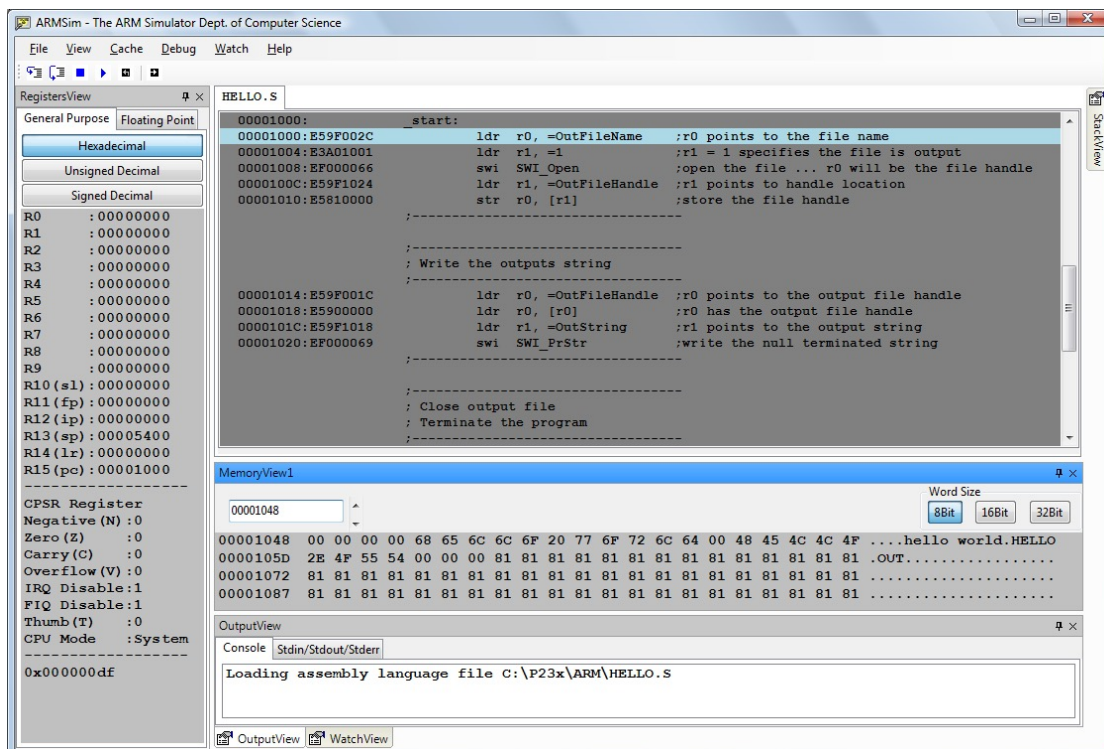 ARMSim - The ARM Simulator Dept. of Computer Science
File View Cache Debug Watch Help
RegistersView
General Purpose Floating Point
Hexadecimal
Unsigned Decimal
Signed Decimal
R0 :00000000
R1 :00000000
R2 :00000000
R3 :00000000
R4 :00000000
R5 :00000000
R6 :00000000
R7 :00000000
R8 :00000000
R9 :00000000
R10(sl):00000000
R11(fp):00000000
R12(ip):00000000
R13(sp):00005400
R14(lr):00000000
R15(pc):00001000
------------------
CPSR Register
Negative(N):0
Zero(Z) :0
Carry(C) :0
Overflow(V):0
IRQ Disable:1
FIQ Disable:1
Thumb(T) :0
CPU Mode :System
------------------
0x000000df
HELLO.S
00001000: _start:
00001000:E59F002C ldr r0, =OutFileName ;r0 points to the file name
00001004:E3A01001 ldr r1, =1 ;r1 = 1 specifies the file is output
00001008:EF000066 swi SWI_Open ;open the file ... r0 will be the file handle
0000100C:E59F1024 ldr r1, =OutFileHandle ;r1 points to handle location
00001010:E5810000 str r0, [r1] ;store the file handle
;---------------------------------
;---------------------------------
; Write the outputs string
;---------------------------------
00001014:E59F001C ldr r0, =OutFileHandle ;r0 points to the output file handle
00001018:E5900000 ldr r0, [r0] ;r0 has the output file handle
0000101C:E59F1018 ldr r1, =OutString ;r1 points to the output string
00001020:EF000069 swi SWI_PrStr ;write the null terminated string
;---------------------------------
;---------------------------------
; Close output file
; Terminate the program
;---------------------------------
StackView
MemoryView1
00001048
Word Size
8Bit 16Bit 32Bit
00001048 00 00 00 00 68 65 6C 6C 6F 20 77 6F 72 6C 64 00 48 45 4C 4C 4F ....hello world.HELLO
0000105D 2E 4F 55 54 00 00 00 81 81 81 81 81 81 81 81 81 81 81 81 81 81 .OUT.................
00001072 81 81 81 81 81 81 81 81 81 81 81 81 81 81 81 81 81 81 81 81 81 .....................
00001087 81 81 81 81 81 81 81 81 81 81 81 81 81 81 81 81 81 81 81 81 81 .....................
OutputView
Console Stdin/Stdout/Stderr
Loading assembly language file C:\P23x\ARM\HELLO.S
OutputView WatchView